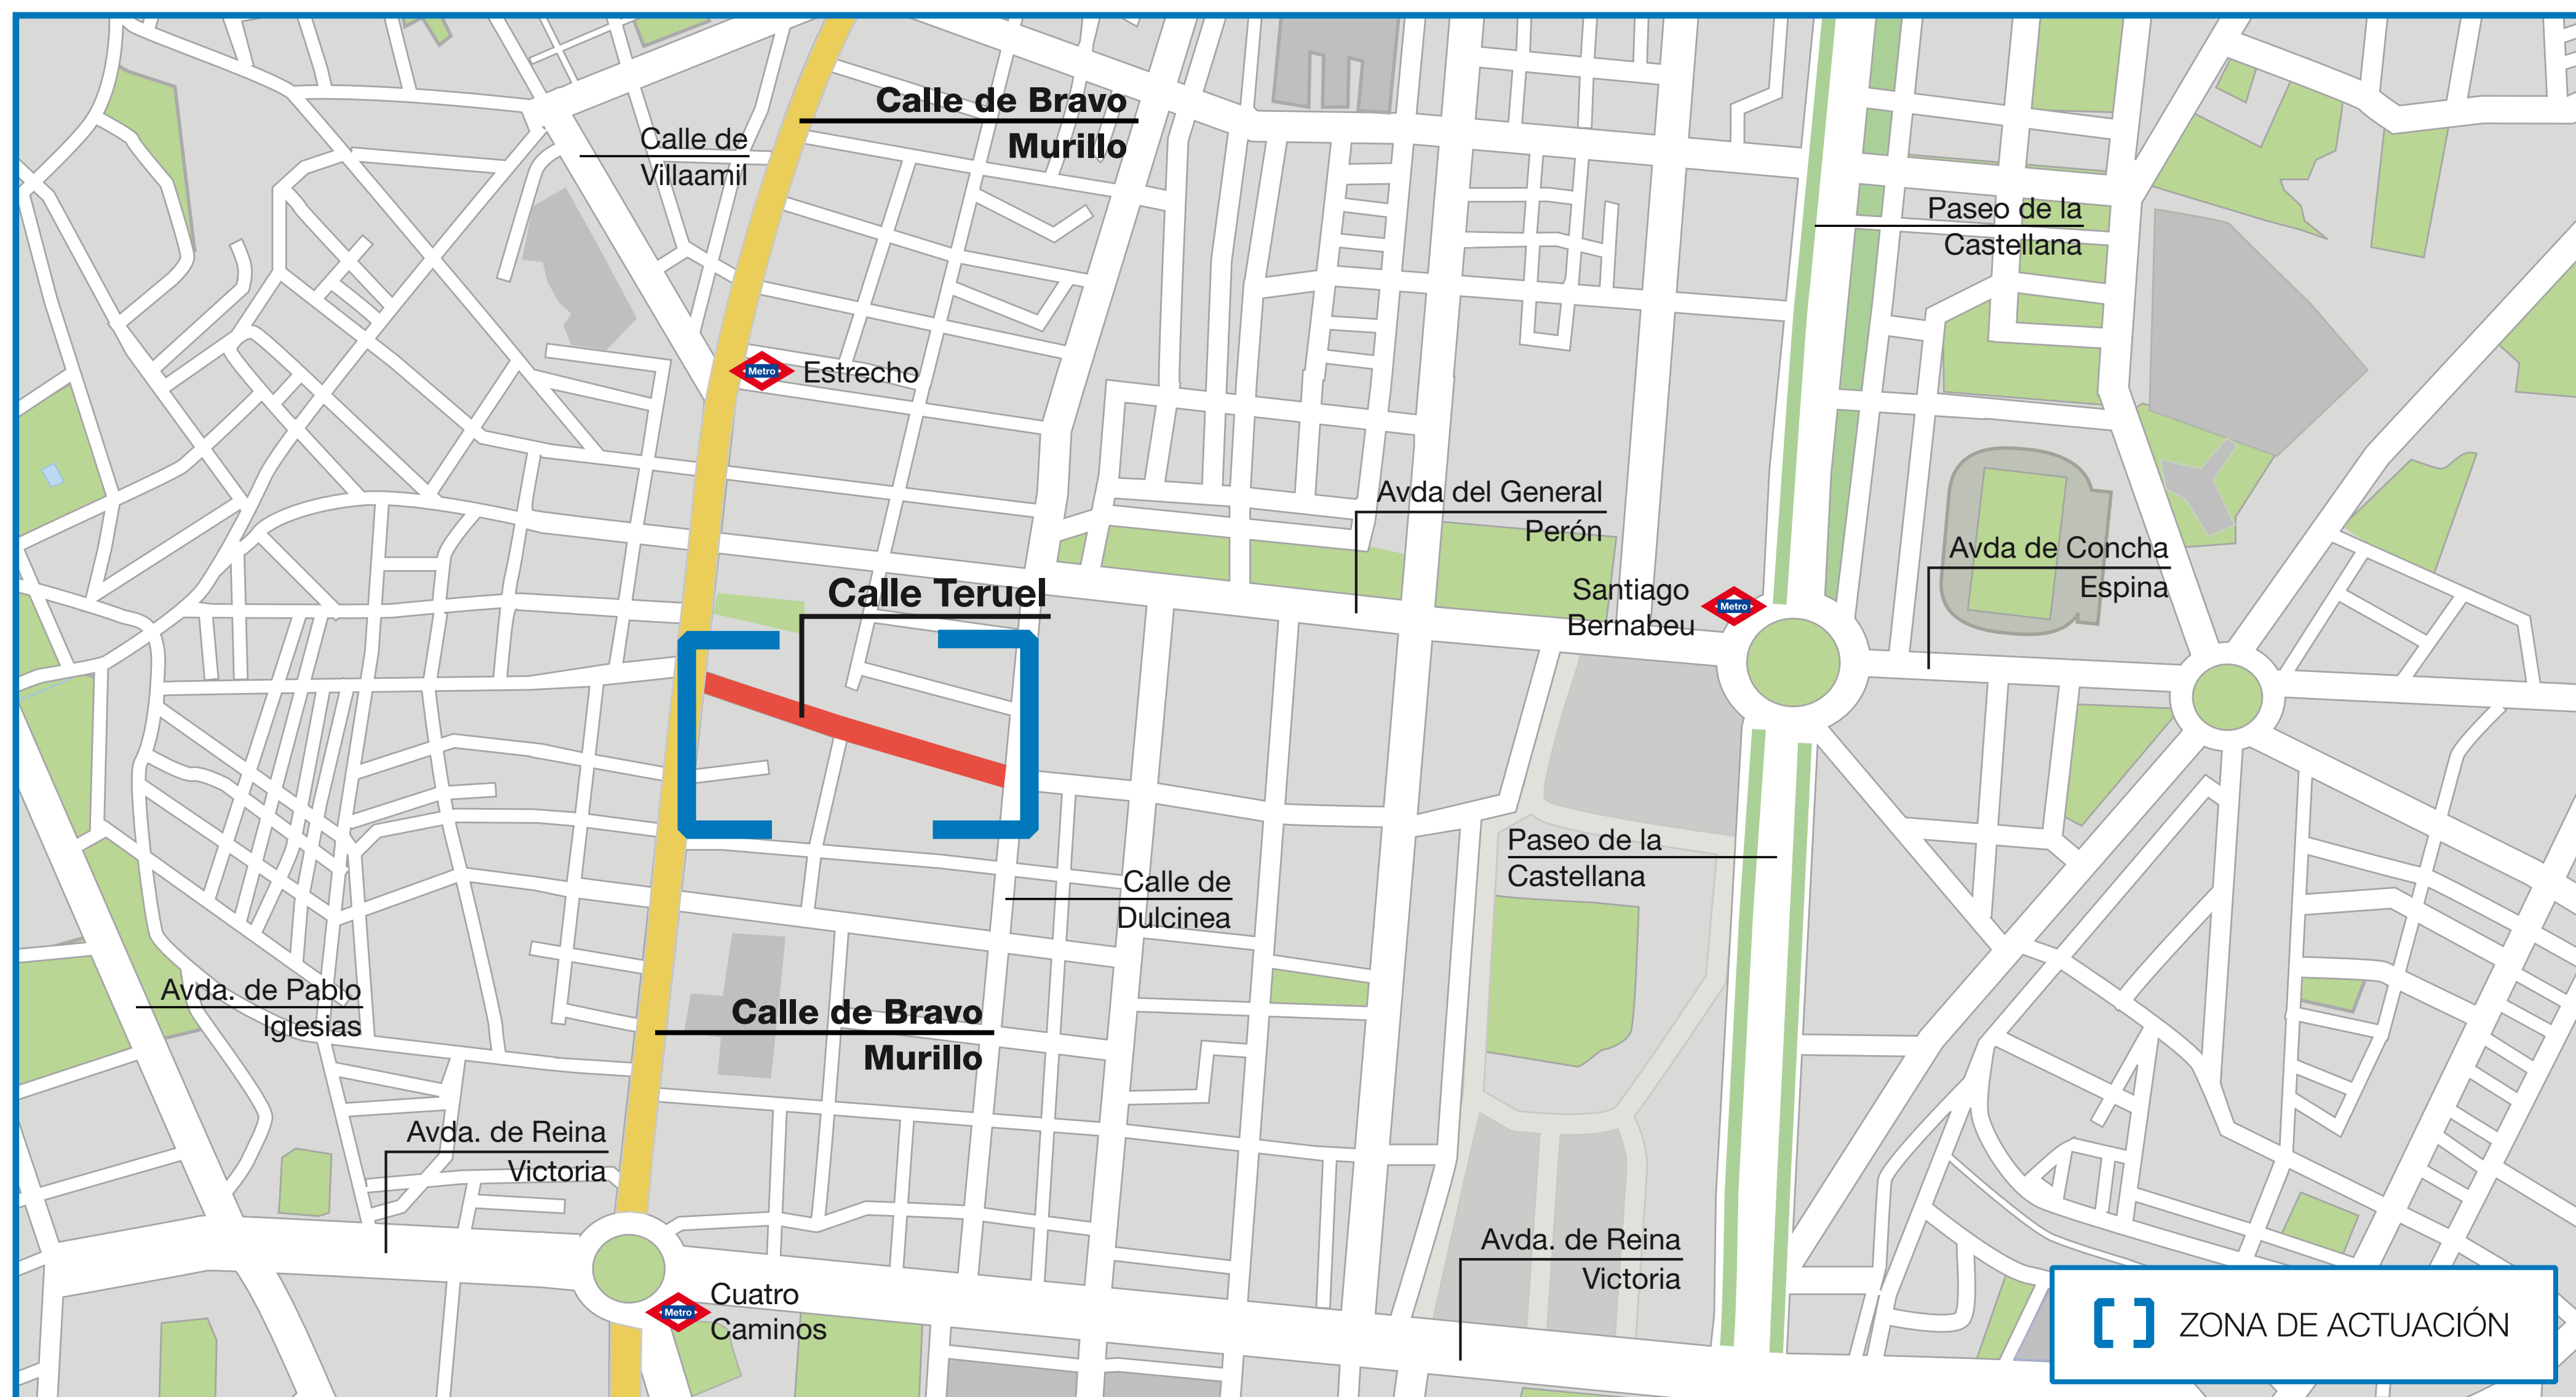 Calle de Bravo
Murillo
Calle de
Villaamil
Paseo de la
Castellana
Metro
Estrecho
Avda del General
Perón
Avda de Concha
Espina
Calle Teruel
Santiago
Bernabeu
Metro
Paseo de la
Castellana
Calle de
Dulcinea
Avda. de Pablo
Iglesias
Calle de Bravo
Murillo
Avda. de Reina
Victoria
Avda. de Reina
Victoria
Metro
Cuatro
Caminos
ZONA DE ACTUACIÓN